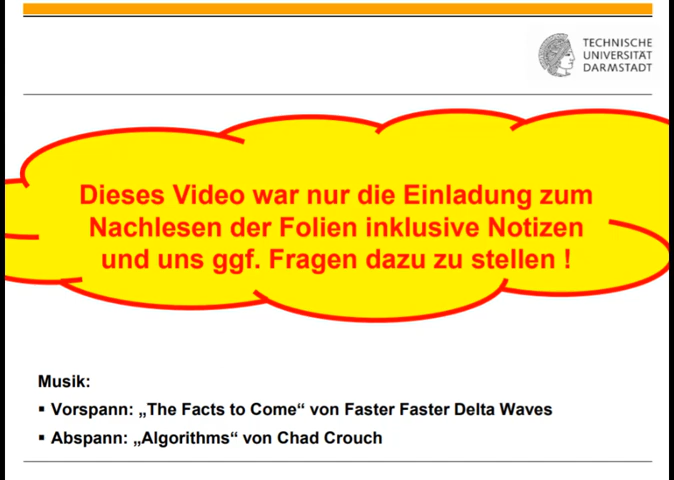 TECHNISCHE
UNIVERSITÄT
DARMSTADT
Dieses Video war nur die Einladung zum
Nachlesen der Folien inklusive Notizen
und uns ggf. Fragen dazu zu stellen !
Musik:
▪ Vorspann: „The Facts to Come“ von Faster Faster Delta Waves
▪ Abspann: „Algorithms“ von Chad Crouch